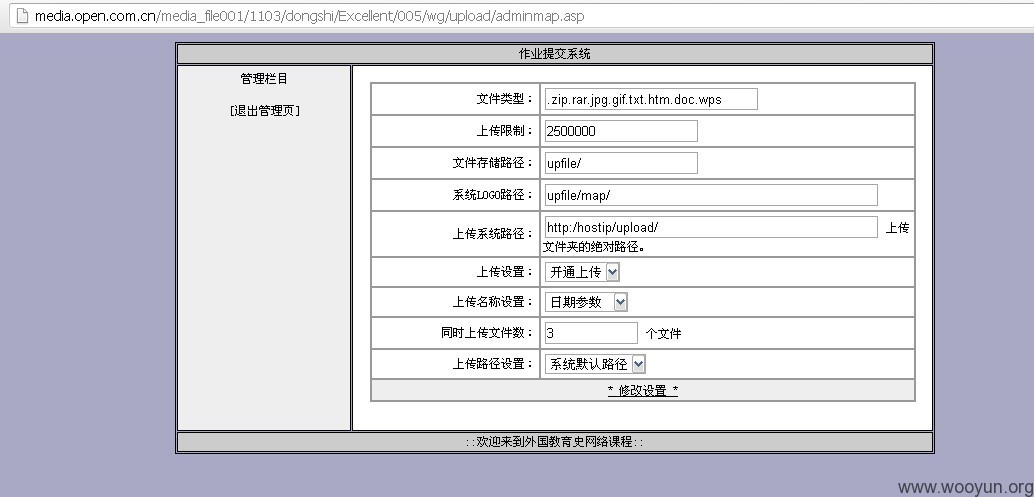 media.open.com.cn/media_file001/1103/dongshi/Excellent/005/wg/upload/adminmap.asp
作业提交系统
管理栏目
[退出管理页]
文件类型： .zip.rar.jpg.gif.txt.htm.doc.wps
上传限制： 2500000
文件存储路径： upfile/
系统LOGO路径： upfile/map/
上传系统路径： http:/hostip/upload/ 上传
文件夹的绝对路径。
上传设置： 开通上传
上传名称设置： 日期参数
同时上传文件数： 3 个文件
上传路径设置： 系统默认路径
* 修改设置 *
::欢迎来到外国教育史网络课程::
www.wooyun.org